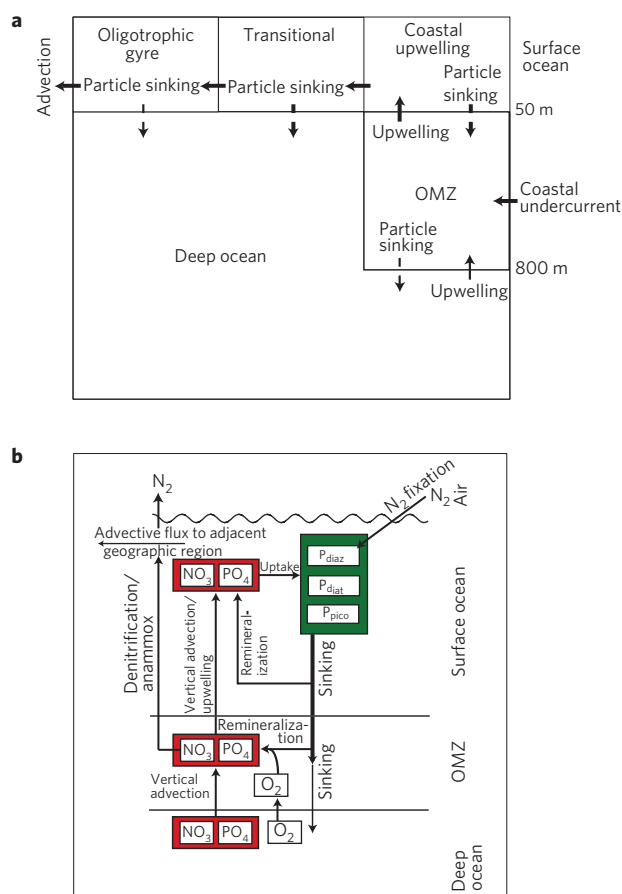 a
Oligotrophic
gyre
Transitional
Coastal
upwelling
Surface
ocean
Advection
Particle sinking
Particle sinking
Particle
sinking
Upwelling
50 m
OMZ
Coastal
undercurrent
Particle
sinking
Deep ocean
800 m
Upwelling
b
N2
N2 fixation
N2
Air
Advective flux to adjacent
geographic region
NO3
PO4
Uptake
Pdiaz
Pdiat
Ppico
Denitrification/
anammox
Vertical advection/
upwelling
Remineral-
ization
Sinking
Surface ocean
Remineraliza-
tion
NO3
PO4
Sinking
OMZ
Vertical
advection
O2
NO3
PO4
O2
Deep
ocean